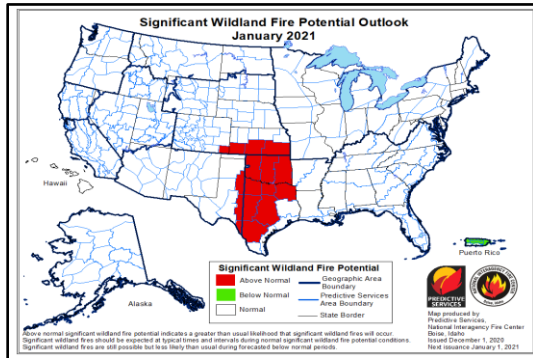 Significant Wildland Fire Potential Outlook
January 2021
Hawaii
Alaska
Puerto Rico
Significant Wildland Fire Potential
Above Normal
Below Normal
Normal
Geographic Area
Boundary
Predictive Services
Area Boundary
State Border
PREDICTIVE
SERVICES
Map produced by
Predictive Services,
National Interagency Fire Center
Boise, Idaho
Issued December 1, 2020
Next issuance January 1, 2021
Above normal significant wildland fire potential indicates a greater than usual likelihood that significant wildland fires will occur.
Significant wildland fires should be expected at typical times and intervals during normal significant wildland fire potential conditions.
Significant wildland fires are still possible but less likely than usual during forecasted below normal periods.